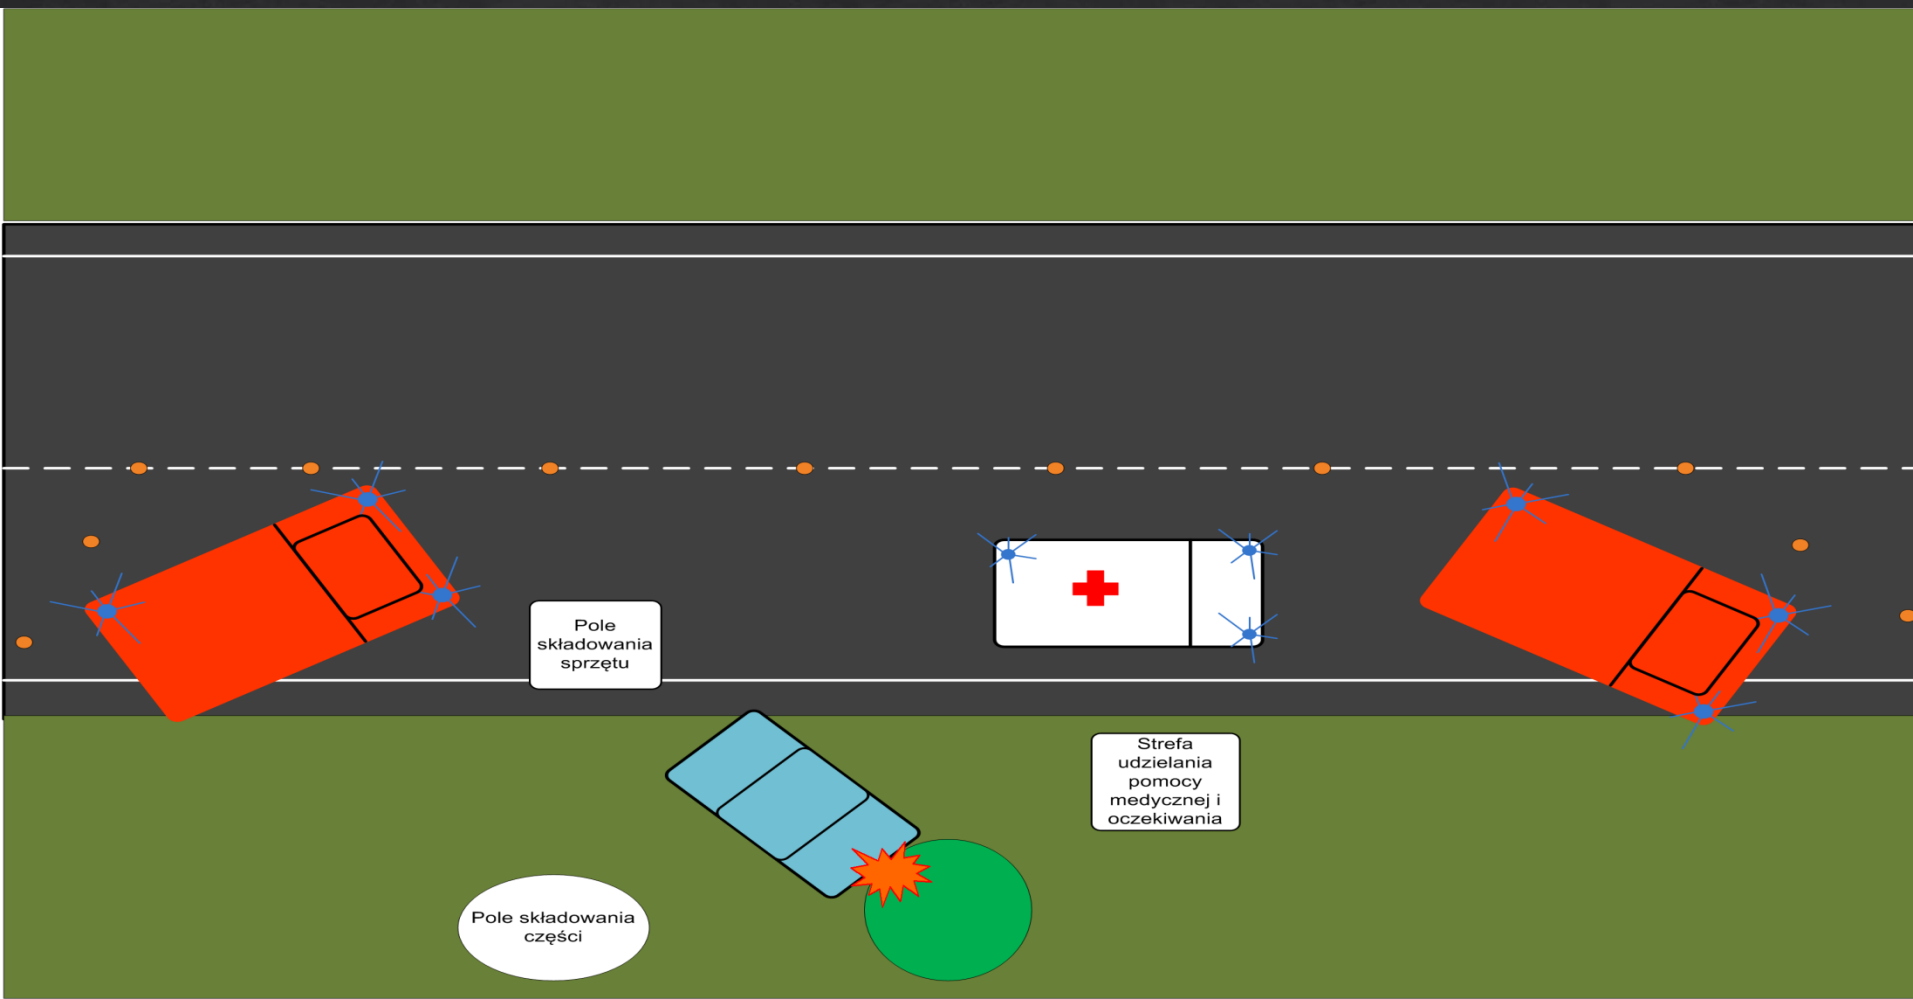 Pole
składowania
sprzętu
Strefa
udzielania
pomocy
medycznej i
oczekiwania
Pole składowania
części